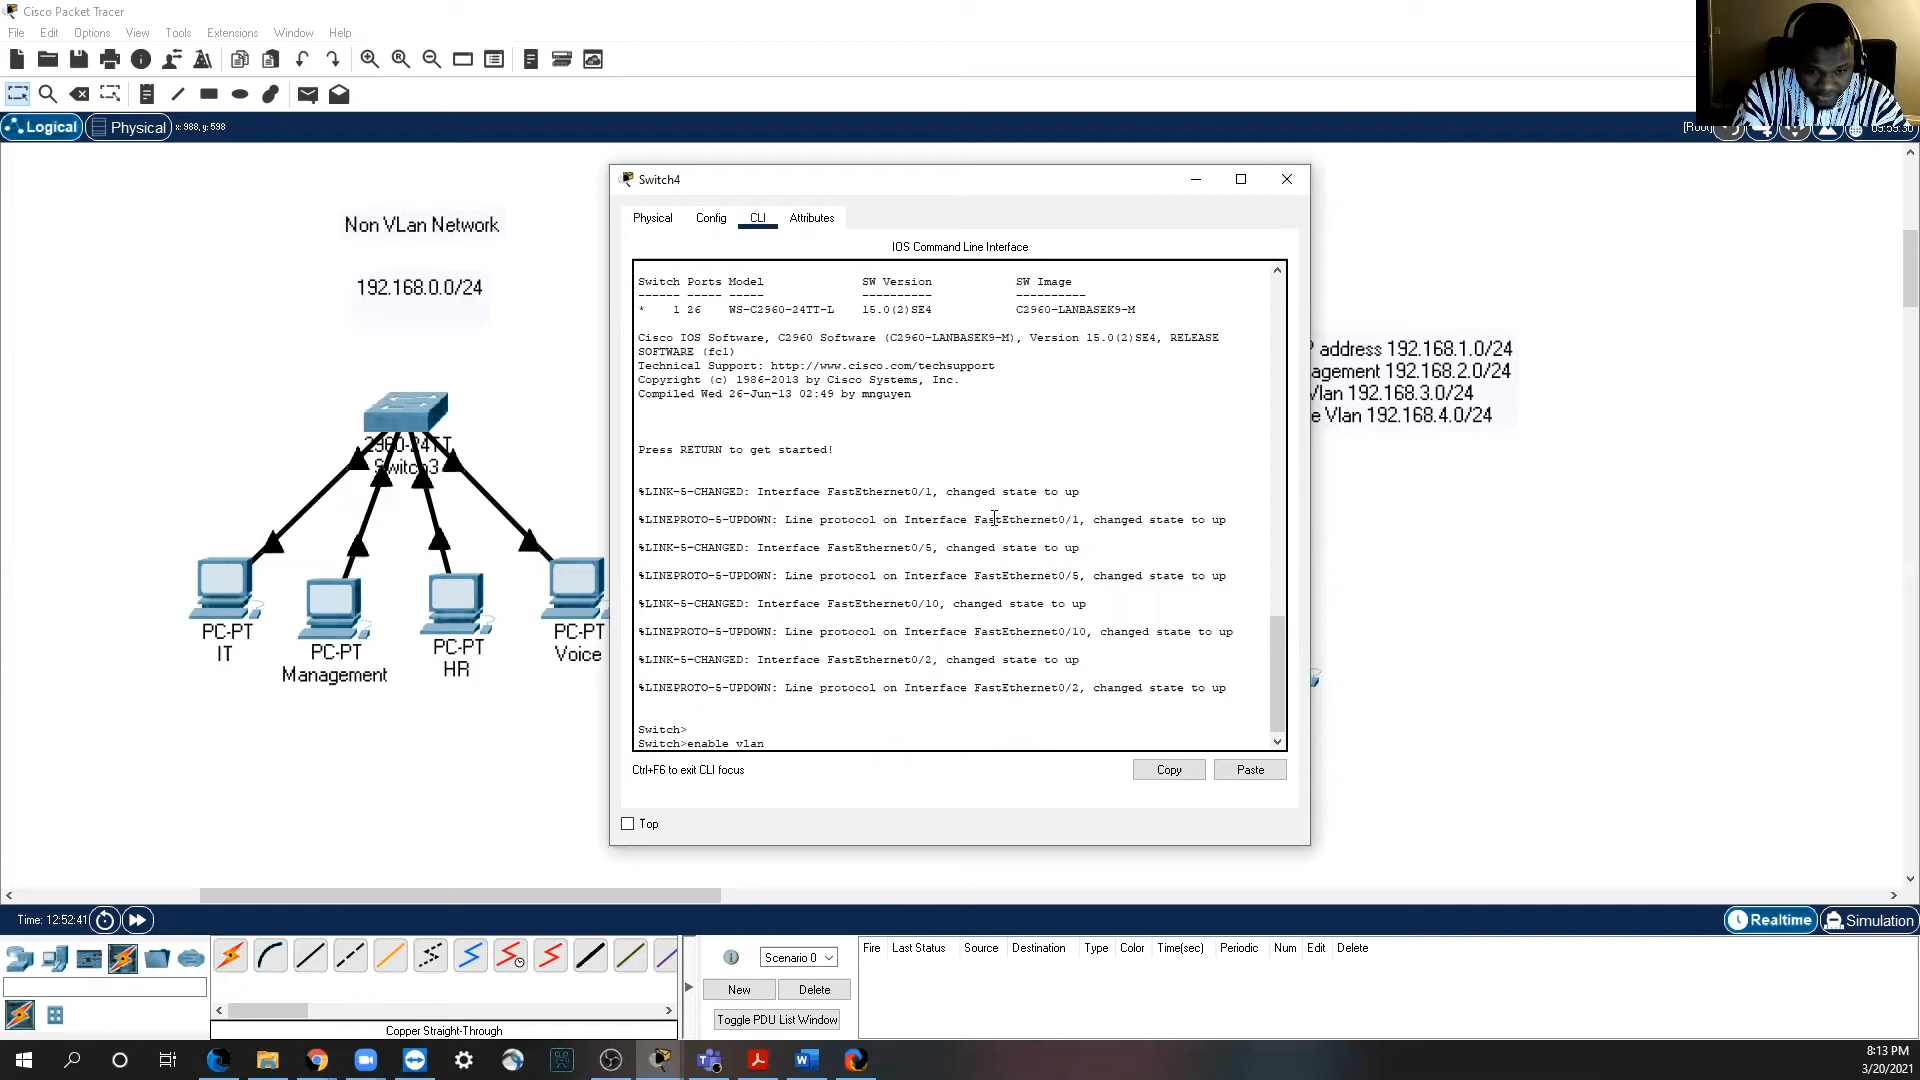 Cisco Packet Tracer
File Edit Options View Tools Extensions Window Help
Logical Physical x: 988, y: 598
[Root] 09:59:30
Non VLan Network
192.168.0.0/24
2960-24TT
Switch3
PC-PT
IT
PC-PT
Management
PC-PT
HR
PC-PT
Voice
Switch4
Physical Config CLI Attributes
IOS Command Line Interface
Switch Ports Model SW Version SW Image
------ ----- ----- ---------- ----------
* 1 26 WS-C2960-24TT-L 15.0(2)SE4 C2960-LANBASEK9-M
Cisco IOS Software, C2960 Software (C2960-LANBASEK9-M), Version 15.0(2)SE4, RELEASE
SOFTWARE (fc1)
Technical Support: http://www.cisco.com/techsupport
Copyright (c) 1986-2013 by Cisco Systems, Inc.
Compiled Wed 26-Jun-13 02:49 by mnguyen
Press RETURN to get started!
%LINK-5-CHANGED: Interface FastEthernet0/1, changed state to up
%LINEPROTO-5-UPDOWN: Line protocol on Interface FastEthernet0/1, changed state to up
%LINK-5-CHANGED: Interface FastEthernet0/5, changed state to up
%LINEPROTO-5-UPDOWN: Line protocol on Interface FastEthernet0/5, changed state to up
%LINK-5-CHANGED: Interface FastEthernet0/10, changed state to up
%LINEPROTO-5-UPDOWN: Line protocol on Interface FastEthernet0/10, changed state to up
%LINK-5-CHANGED: Interface FastEthernet0/2, changed state to up
%LINEPROTO-5-UPDOWN: Line protocol on Interface FastEthernet0/2, changed state to up
Switch>
Switch>enable vlan
Ctrl+F6 to exit CLI focus
Copy Paste
Top
address 192.168.1.0/24
agement 192.168.2.0/24
Vlan 192.168.3.0/24
e Vlan 192.168.4.0/24
Time: 12:52:41
Realtime Simulation
Scenario 0
New Delete
Toggle PDU List Window
Fire Last Status Source Destination Type Color Time(sec) Periodic Num Edit Delete
Copper Straight-Through
8:13 PM
3/20/2021